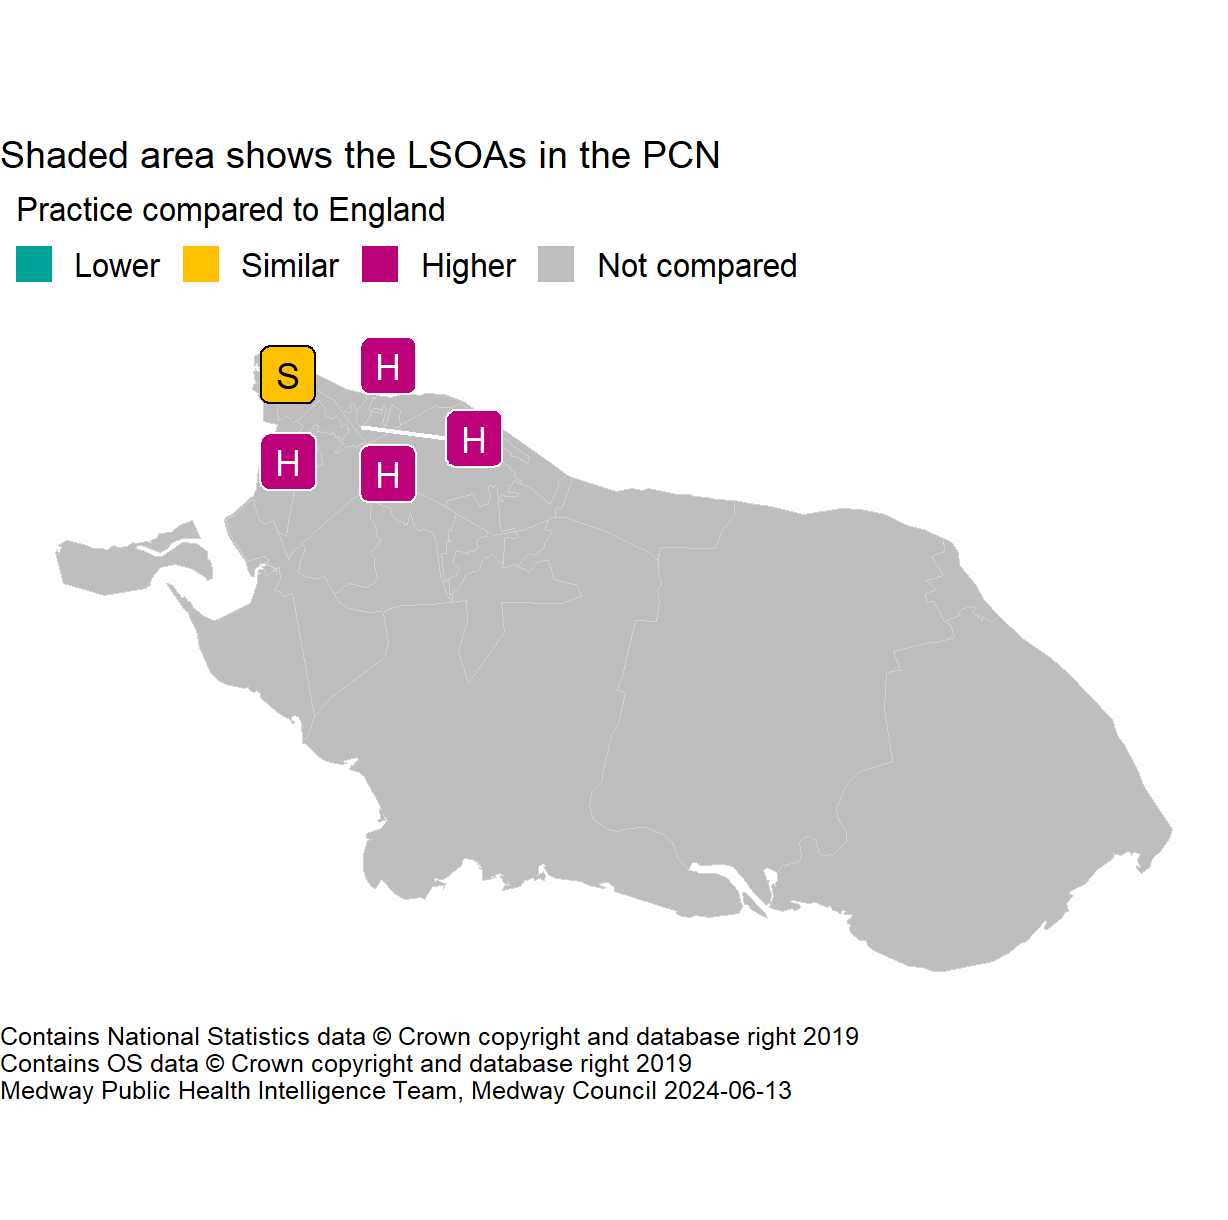 Shaded area shows the LSOAs in the PCN
Practice compared to England
Lower Similar Higher Not compared
S
H
H
H
H
Contains National Statistics data © Crown copyright and database right 2019
Contains OS data © Crown copyright and database right 2019
Medway Public Health Intelligence Team, Medway Council 2024-06-13